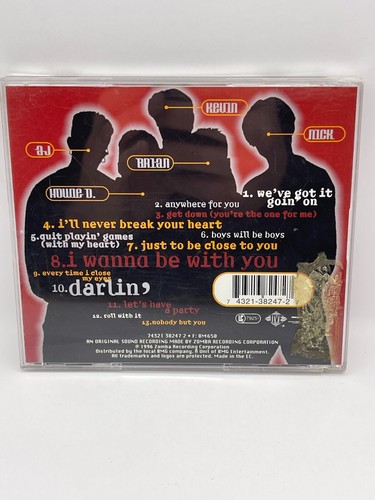 KEVIN
NICK
AJ
BRIAN
HOWIE D.
1. we've got it
goin' on
2. anywhere for you
3. get down (you're the one for me)
4. i'll never break your heart
5.quit playin' games
(with my heart)
6. boys will be boys
7. just to be close to you
8.i wanna be with you
9. every time i close
my eyes
10.darlin'
11. let's have
a party
12. roll with it
13.nobody but you
7 4321-38247-2
74321 38247 2 • F: BM650
AN ORIGINAL SOUND RECORDING MADE BY ZOMBA RECORDING CORPORATION
℗ 1996 Zomba Recording Corporation
Distributed by the local BMG company. A Unit of BMG Entertainment.
All trademarks and logos are protected. Made in the EC.